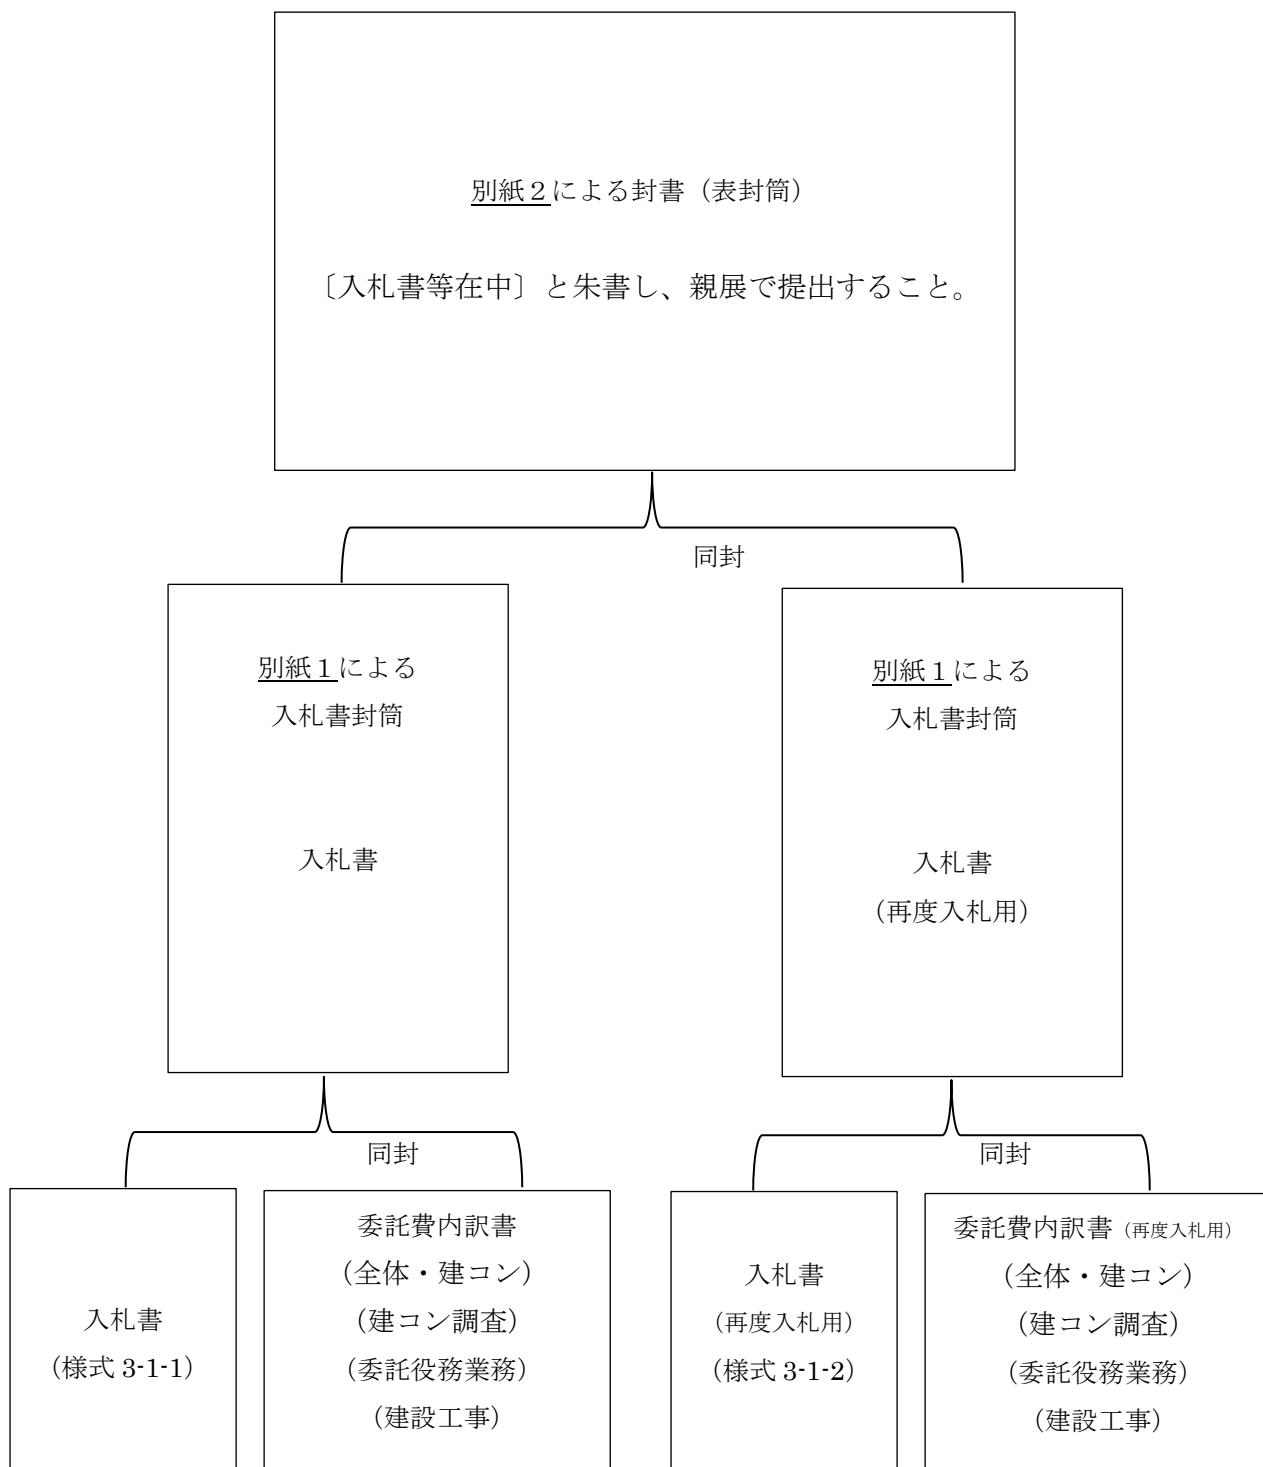 別紙２による封書（表封筒）
〔入札書等在中〕と朱書し、親展で提出すること。
同封
別紙１による
入札書封筒
入札書
別紙１による
入札書封筒
入札書
（再度入札用）
同封
同封
入札書
（様式 3-1-1）
委託費内訳書
（全体・建コン）
（建コン調査）
（委託役務業務）
（建設工事）
入札書
（再度入札用）
（様式 3-1-2）
委託費内訳書（再度入札用）
（全体・建コン）
（建コン調査）
（委託役務業務）
（建設工事）